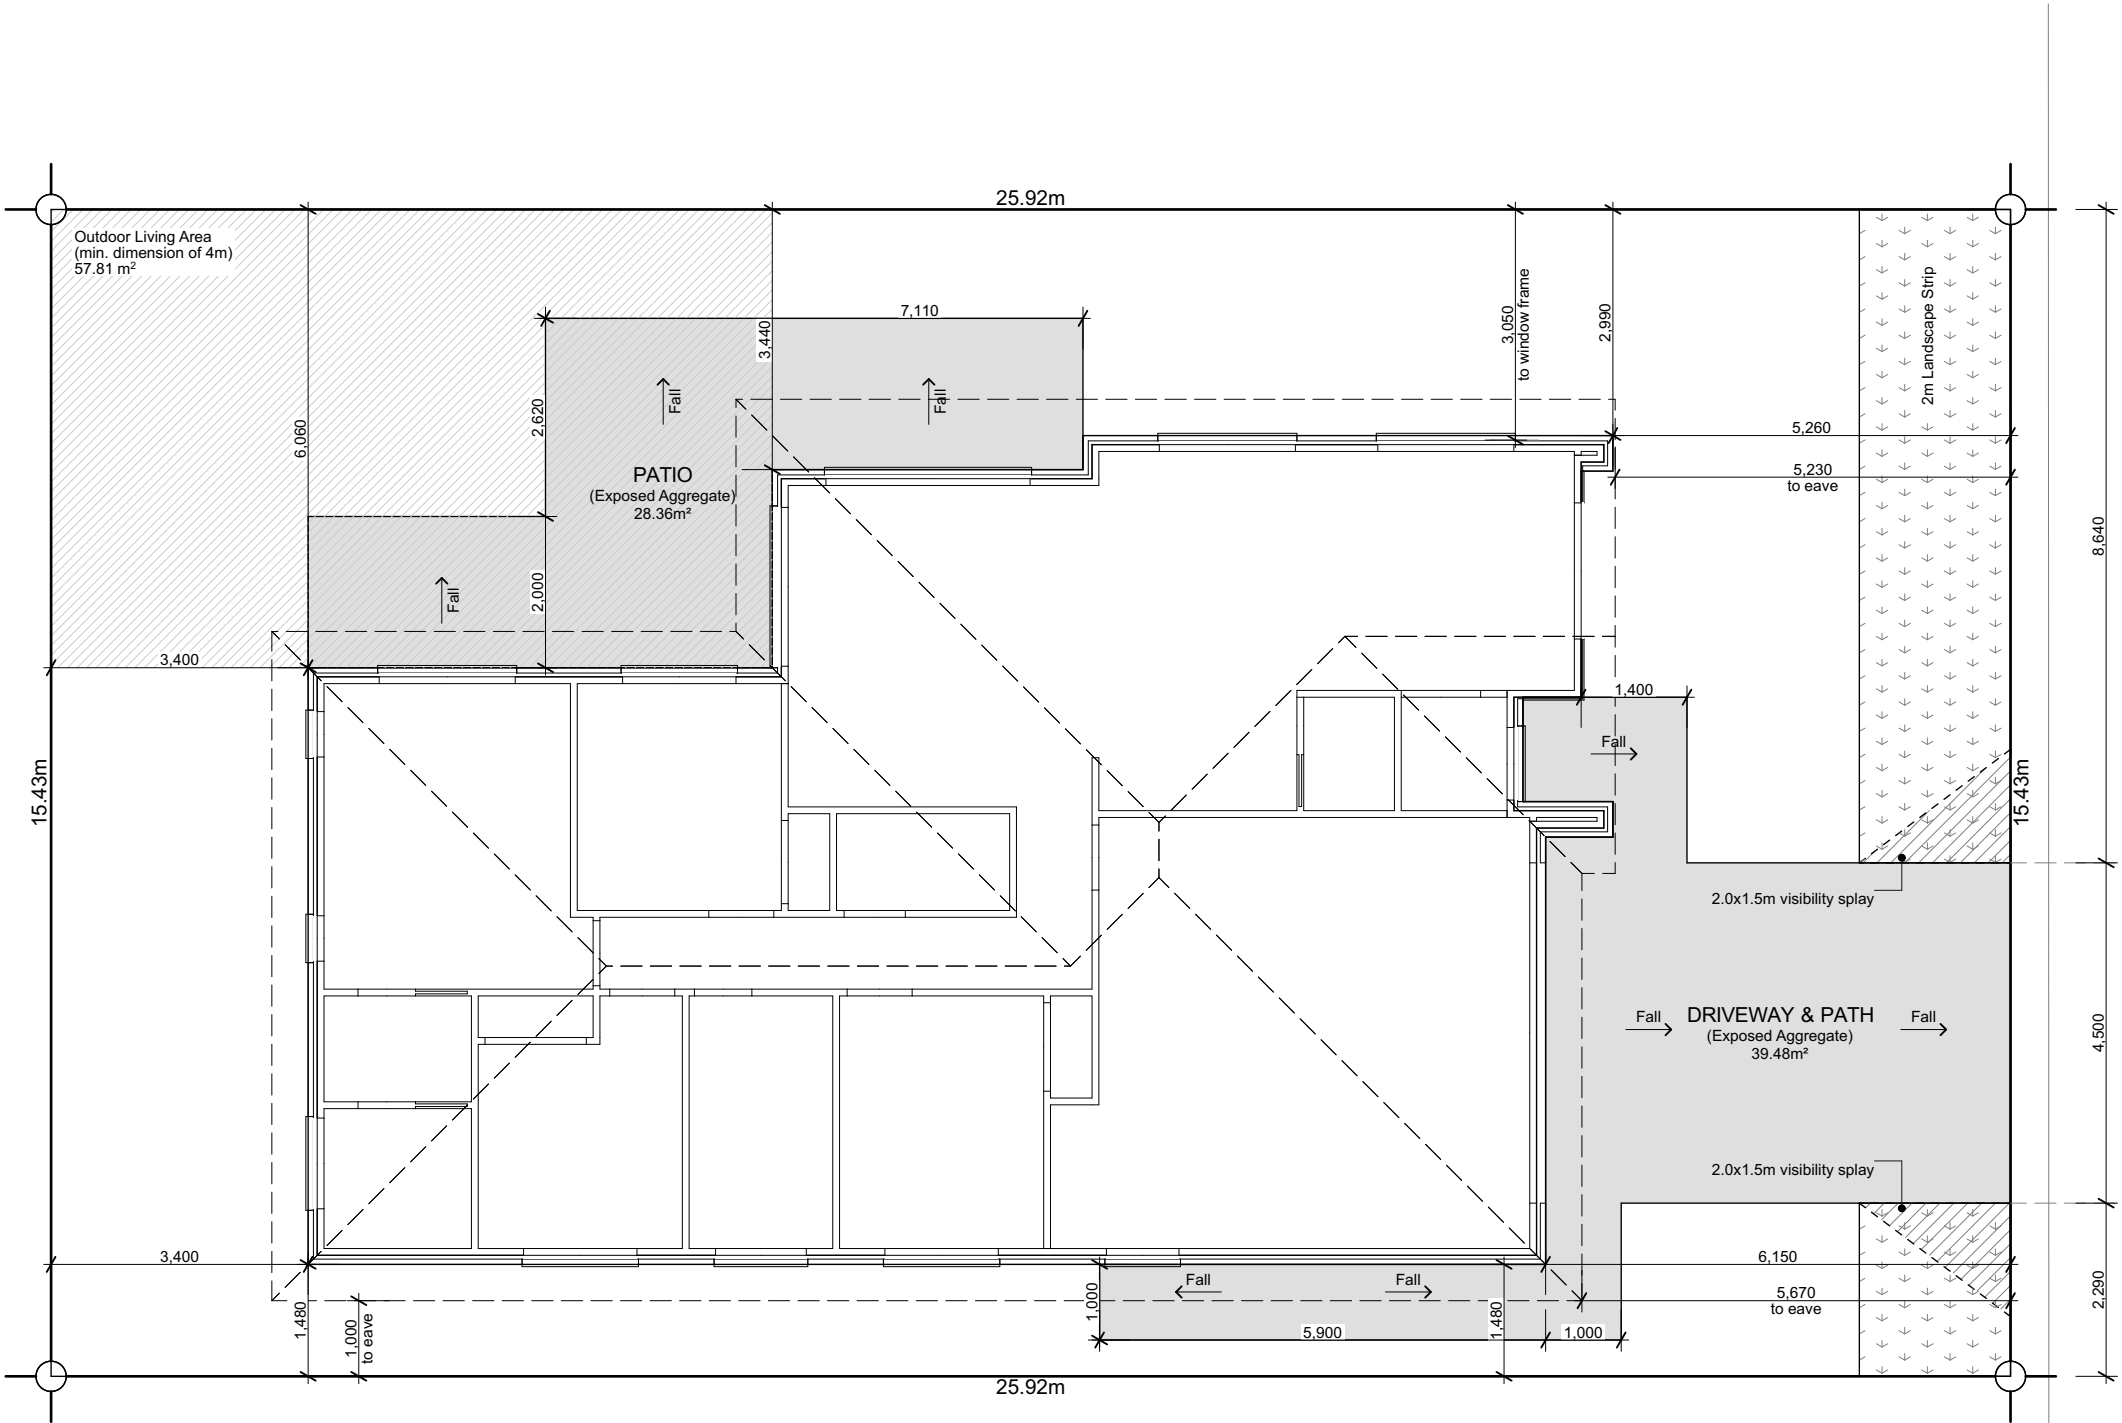 25.92m
Outdoor Living Area
(min. dimension of 4m)
57.81 m²
7,110
3,440
3,050
to window frame
2,990
2m Landscape Strip
6,060
2,620
Fall
Fall
5,260
5,230
to eave
PATIO
(Exposed Aggregate)
28.36m²
8,640
2,000
Fall
3,400
1,400
Fall
15.43m
15.43m
2.0x1.5m visibility splay
Fall
DRIVEWAY & PATH
(Exposed Aggregate)
39.48m²
Fall
4,500
2.0x1.5m visibility splay
3,400
6,150
1,480
1,000
to eave
1,000
Fall
Fall
1,480
5,670
to eave
2,290
5,900
1,000
25.92m